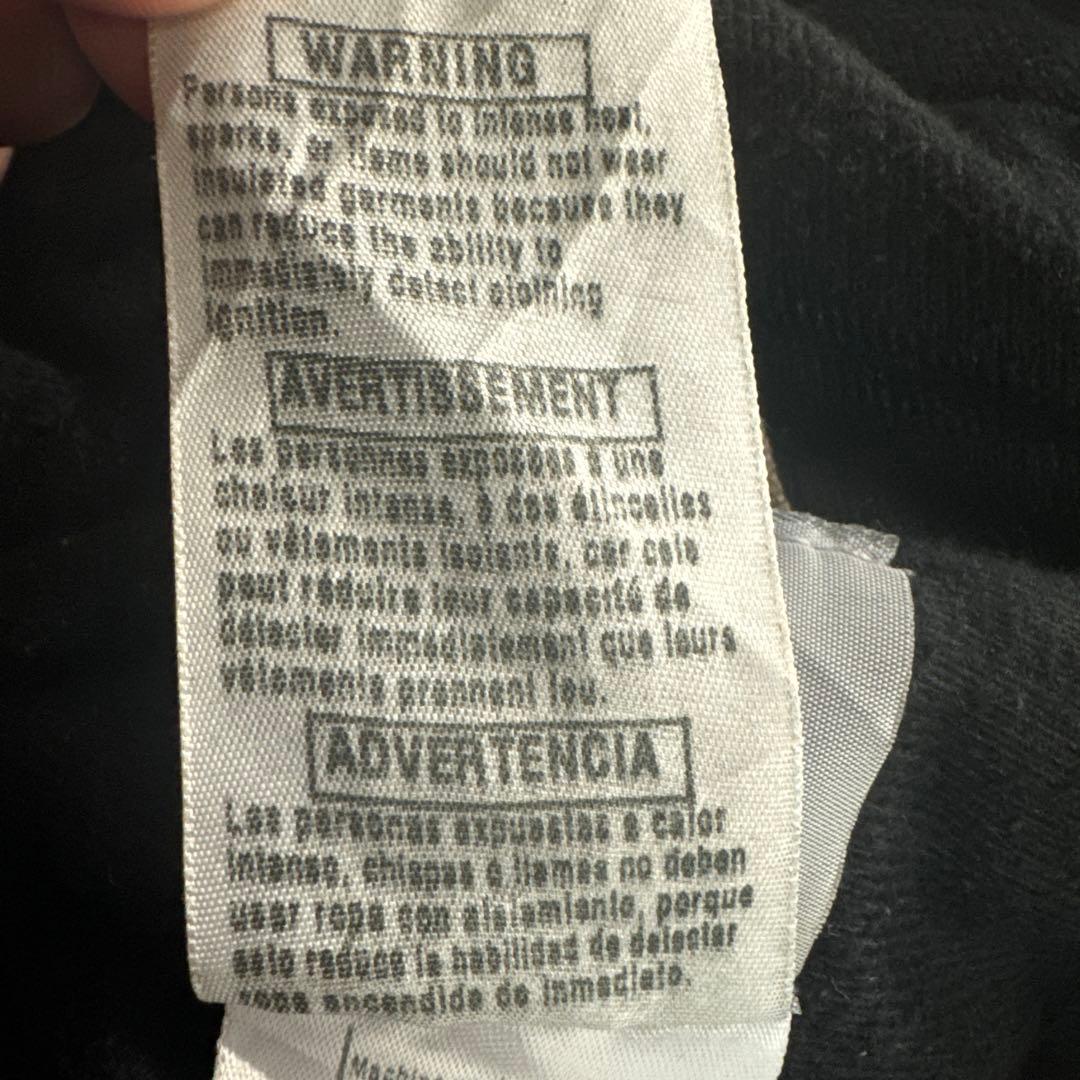 WARNING
Persons exposed to intense heat,
sparks, or flame should not wear
insulated garments because they
can reduce the ability to
immediately detect clothing
ignition.
AVERTISSEMENT
Les personnes exposées à une
chaleur intense, à des étincelles
ou vêtements isolants, car cela
peut réduire leur capacité de
détecter immédiatement que leurs
vêtements prennent feu.
ADVERTENCIA
Las personas expuestas a calor
intenso, chispas ó llamas no deben
usar ropa con aislamiento, porque
esto reduce la habilidad de detectar
ropa encendida de inmediato.
Machine